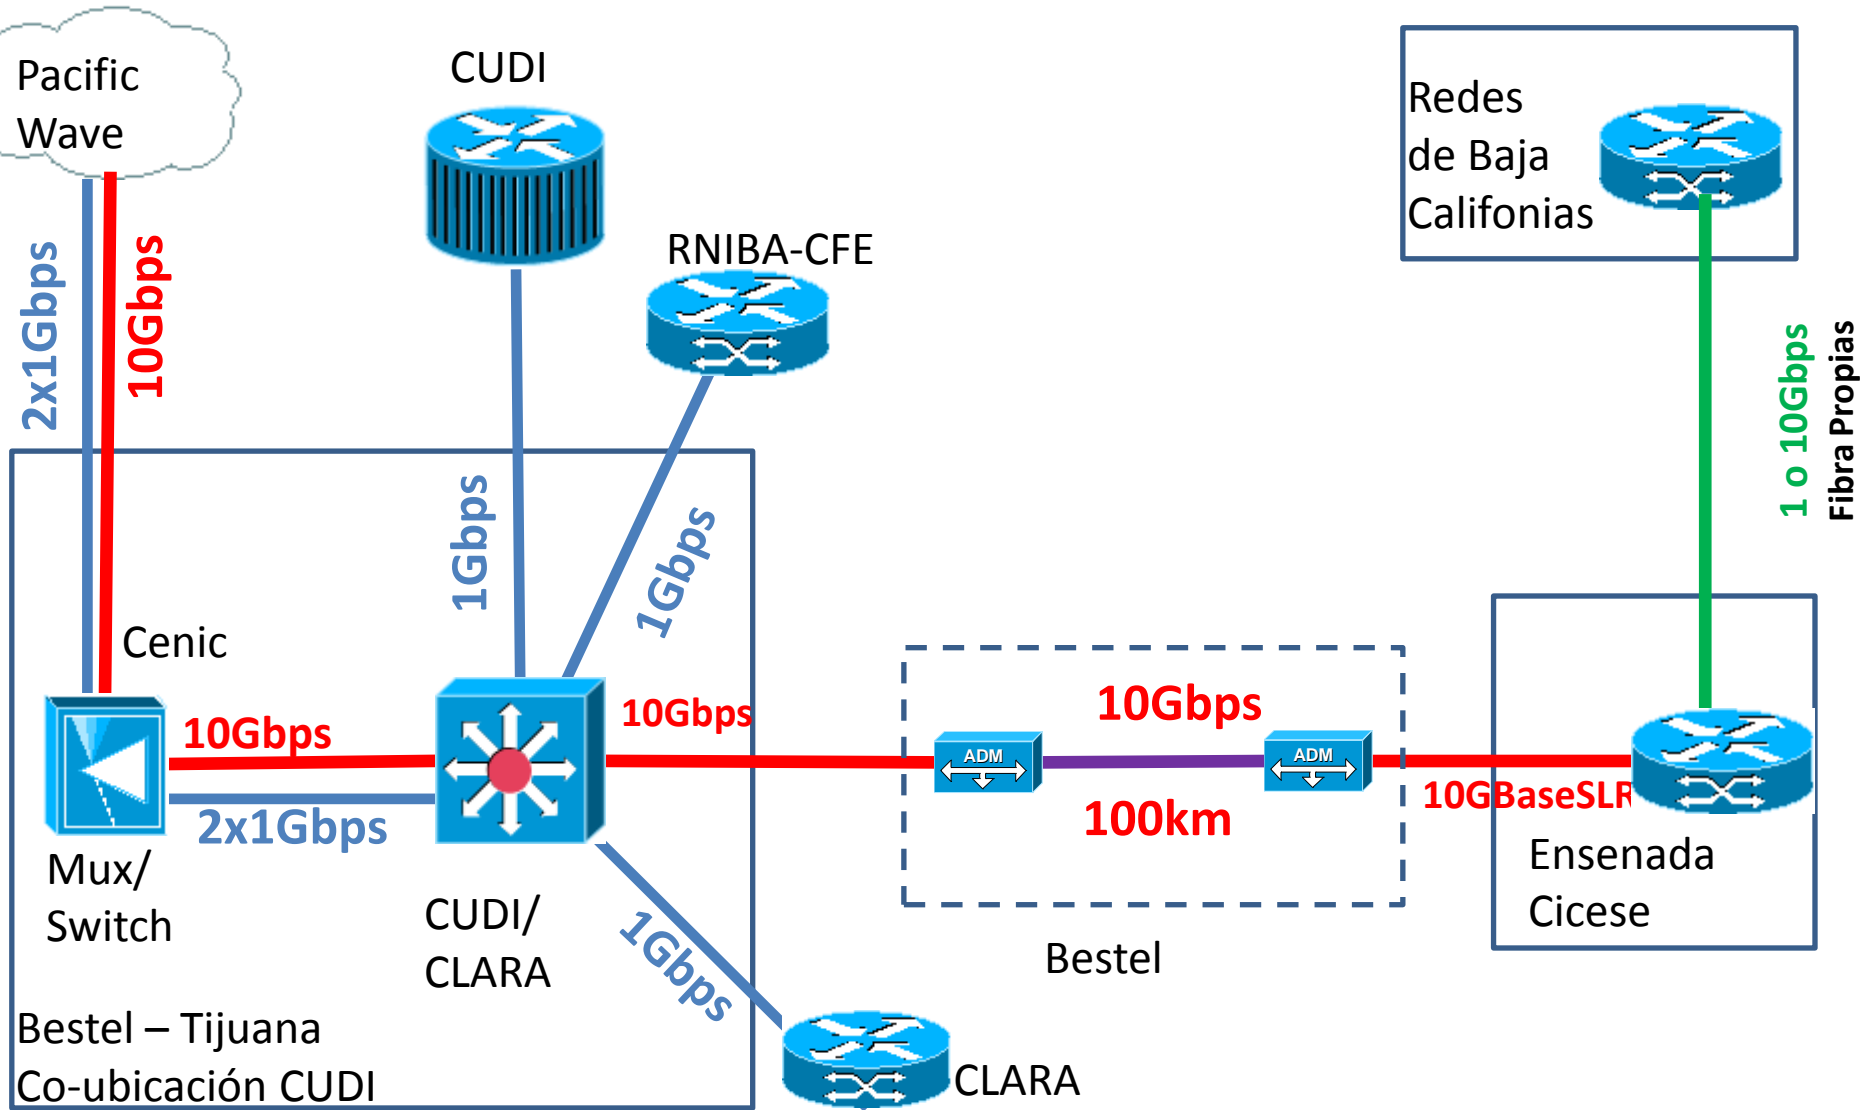 Pacific
Wave
CUDI
RNIBA-CFE
Redes
de Baja
Califonias
2x1Gbps
10Gbps
1Gbps
1Gbps
1 o 10Gbps
Fibra Propias
Cenic
10Gbps
2x1Gbps
10Gbps
10Gbps
ADM
ADM
100km
10GBaseSLR
Mux/
Switch
CUDI/
CLARA
1Gbps
Bestel
Ensenada
Cicese
Bestel – Tijuana
Co-ubicación CUDI
CLARA